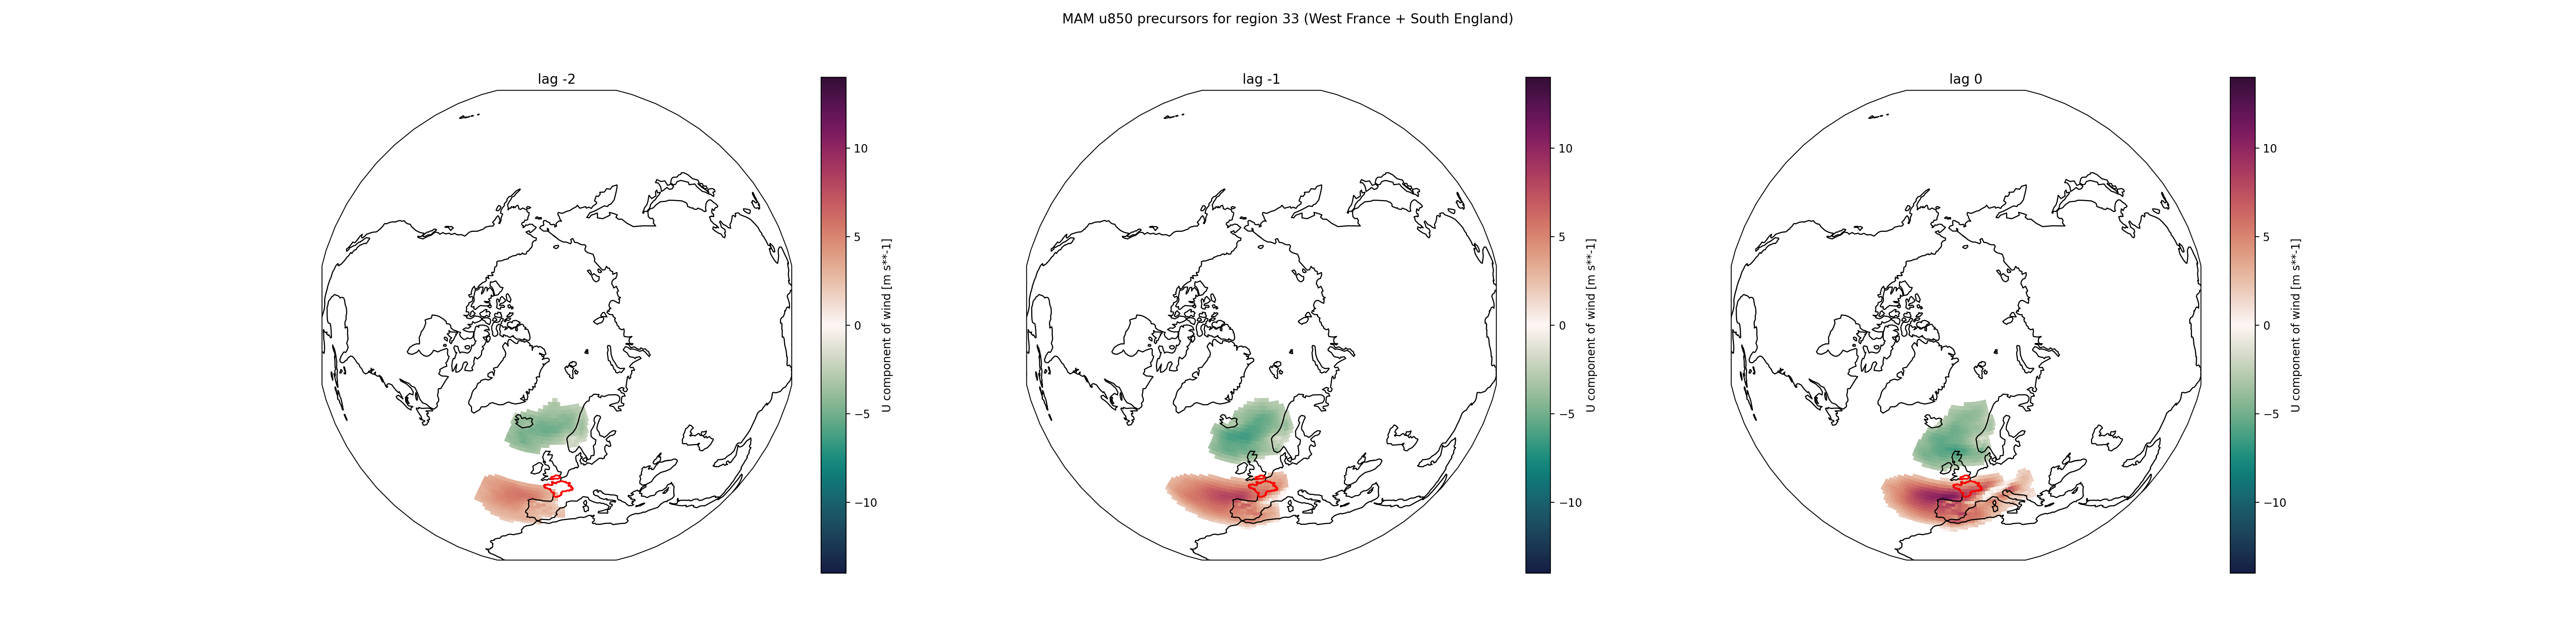 MAM u850 precursors for region 33 (West France + South England)
lag -2
10
5
0
−5
−10
U component of wind [m s**-1]
lag -1
10
5
0
−5
−10
U component of wind [m s**-1]
lag 0
10
5
0
−5
−10
U component of wind [m s**-1]